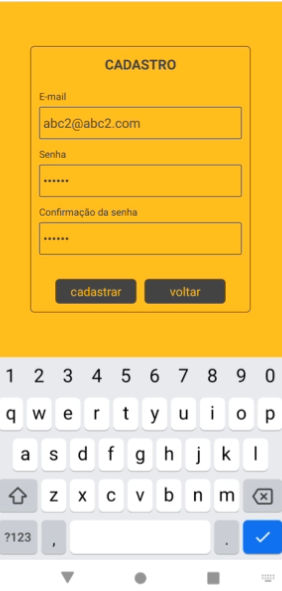 CADASTRO
E-mail
abc2@abc2.com
Senha
••••••
Confirmação da senha
••••••
cadastrar voltar
1 2 3 4 5 6 7 8 9 0
q w e r t y u i o p
a s d f g h j k l
z x c v b n m
?123 , .